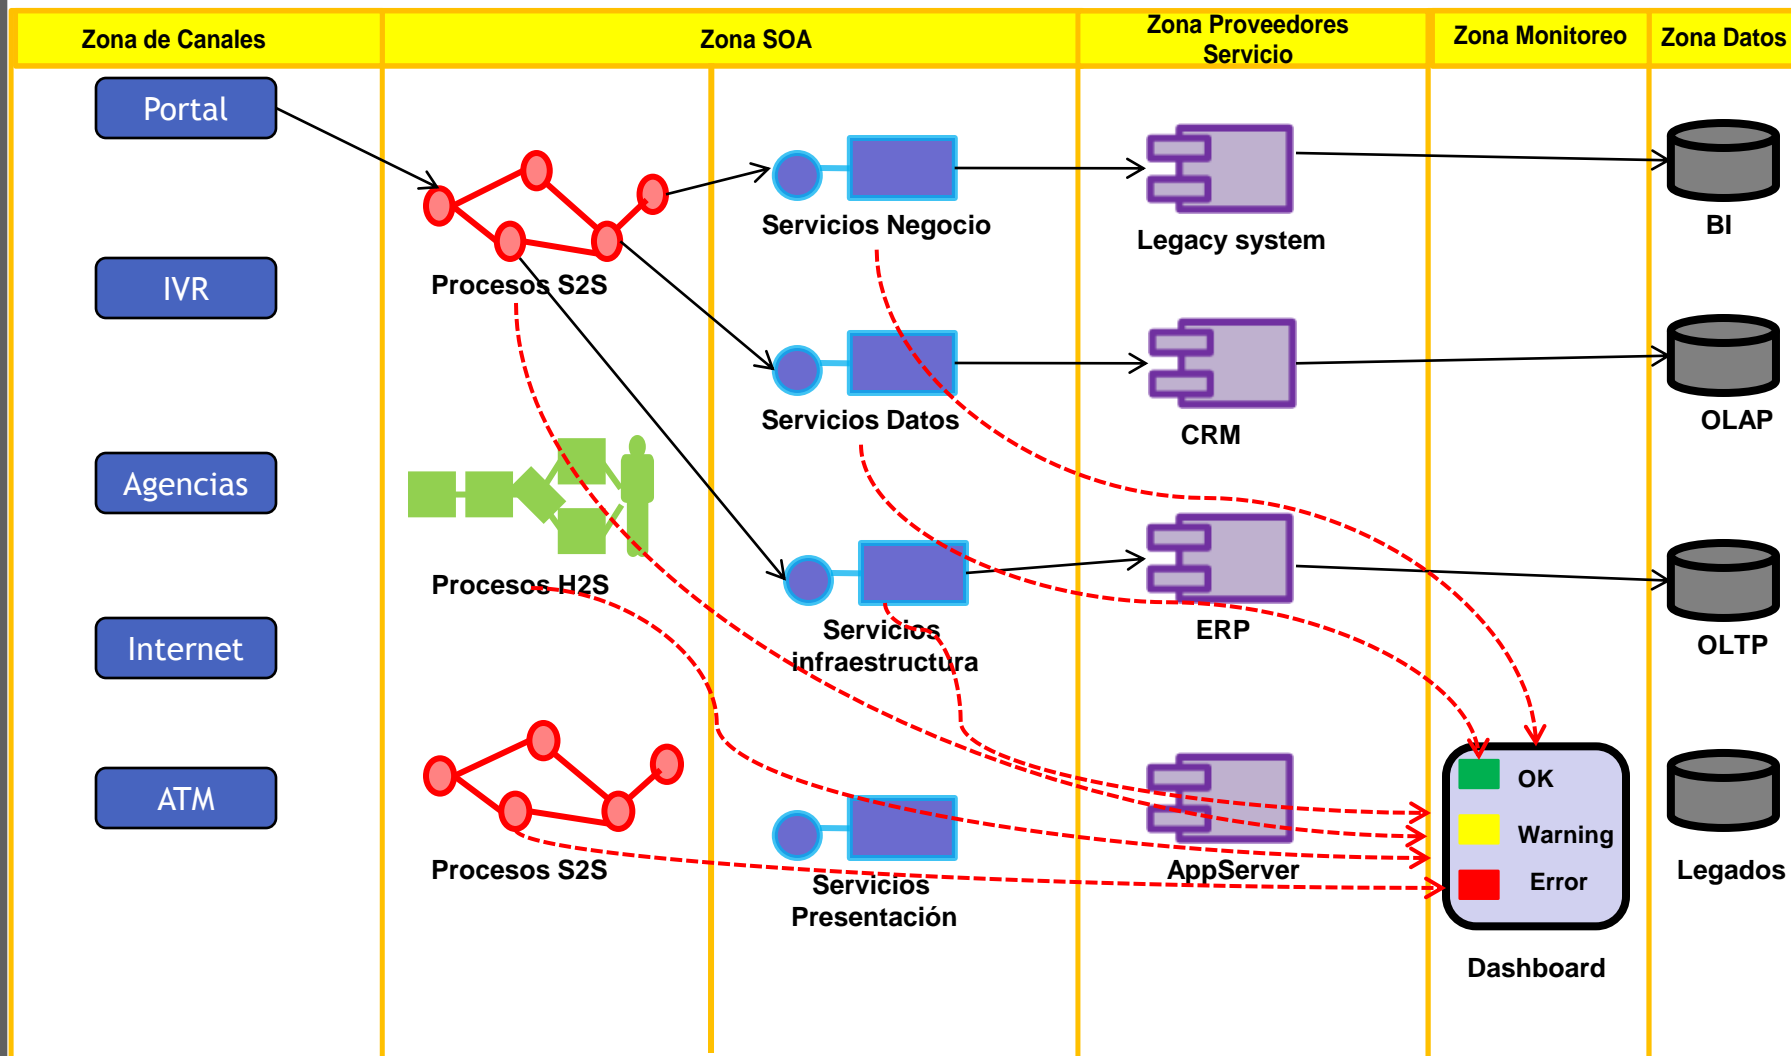 Zona de Canales
Zona SOA
Zona Proveedores
Servicio
Zona Monitoreo
Zona Datos
Portal
IVR
Agencias
Internet
ATM
Procesos S2S
Procesos H2S
Procesos S2S
Servicios Negocio
Servicios Datos
Servicios
infraestructura
Servicios
Presentación
Legacy system
CRM
ERP
AppServer
OK
Warning
Error
Dashboard
BI
OLAP
OLTP
Legados